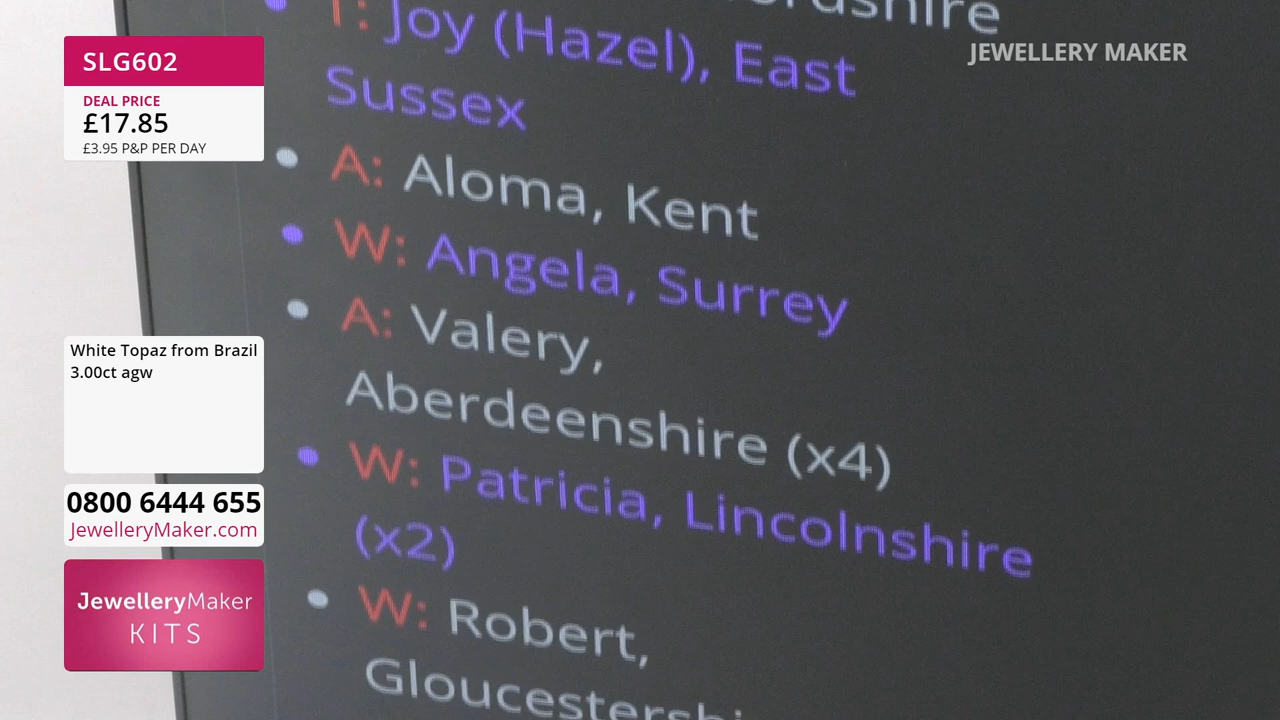 SLG602
DEAL PRICE
£17.85
£3.95 P&P PER DAY
White Topaz from Brazil
3.00ct agw
0800 6444 655
JewelleryMaker.com
JewelleryMaker
KITS
JEWELLERY MAKER
T: Joy (Hazel), East
Sussex
A: Aloma, Kent
W: Angela, Surrey
A: Valery,
Aberdeenshire (x4)
W: Patricia, Lincolnshire
(x2)
W: Robert,